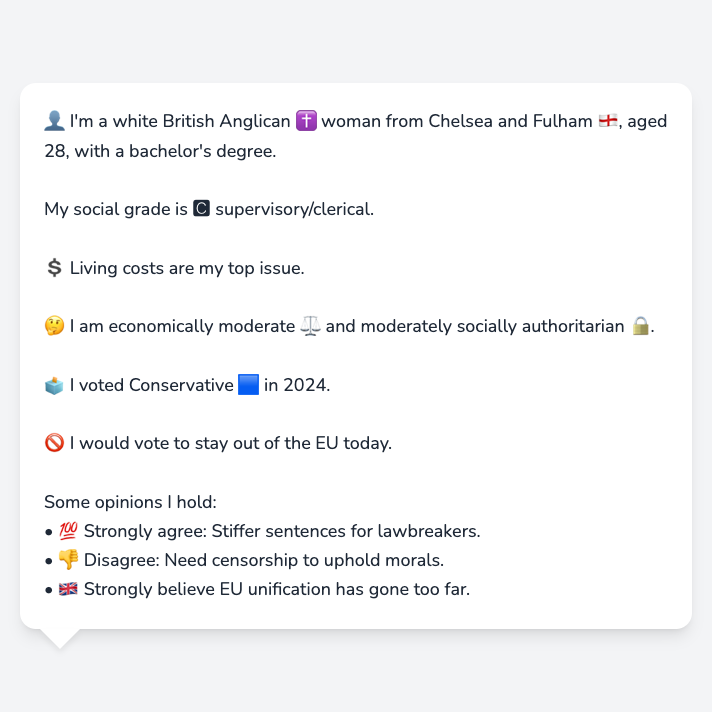 👤 I'm a white British Anglican ✝️ woman from Chelsea and Fulham 🏴󠁧󠁢󠁥󠁮󠁧󠁿, aged
28, with a bachelor's degree.
My social grade is 🅲 supervisory/clerical.
💲 Living costs are my top issue.
🤔 I am economically moderate ⚖️ and moderately socially authoritarian 🔒.
🗳️ I voted Conservative 🟦 in 2024.
🚫 I would vote to stay out of the EU today.
Some opinions I hold:
• 💯 Strongly agree: Stiffer sentences for lawbreakers.
• 👎 Disagree: Need censorship to uphold morals.
• 🇬🇧 Strongly believe EU unification has gone too far.